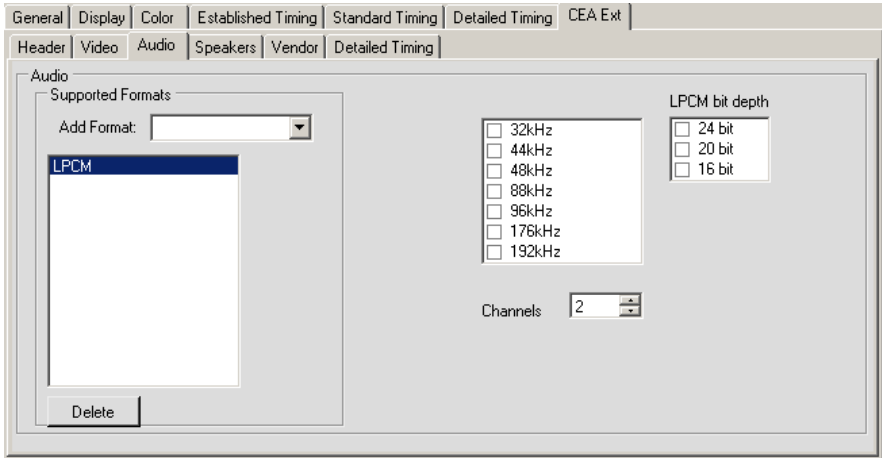 General Display Color Established Timing Standard Timing Detailed Timing CEA Ext
Header Video Audio Speakers Vendor Detailed Timing
Audio
Supported Formats
Add Format:
LPCM
Delete
32kHz
44kHz
48kHz
88kHz
96kHz
176kHz
192kHz
Channels 2
LPCM bit depth
24 bit
20 bit
16 bit